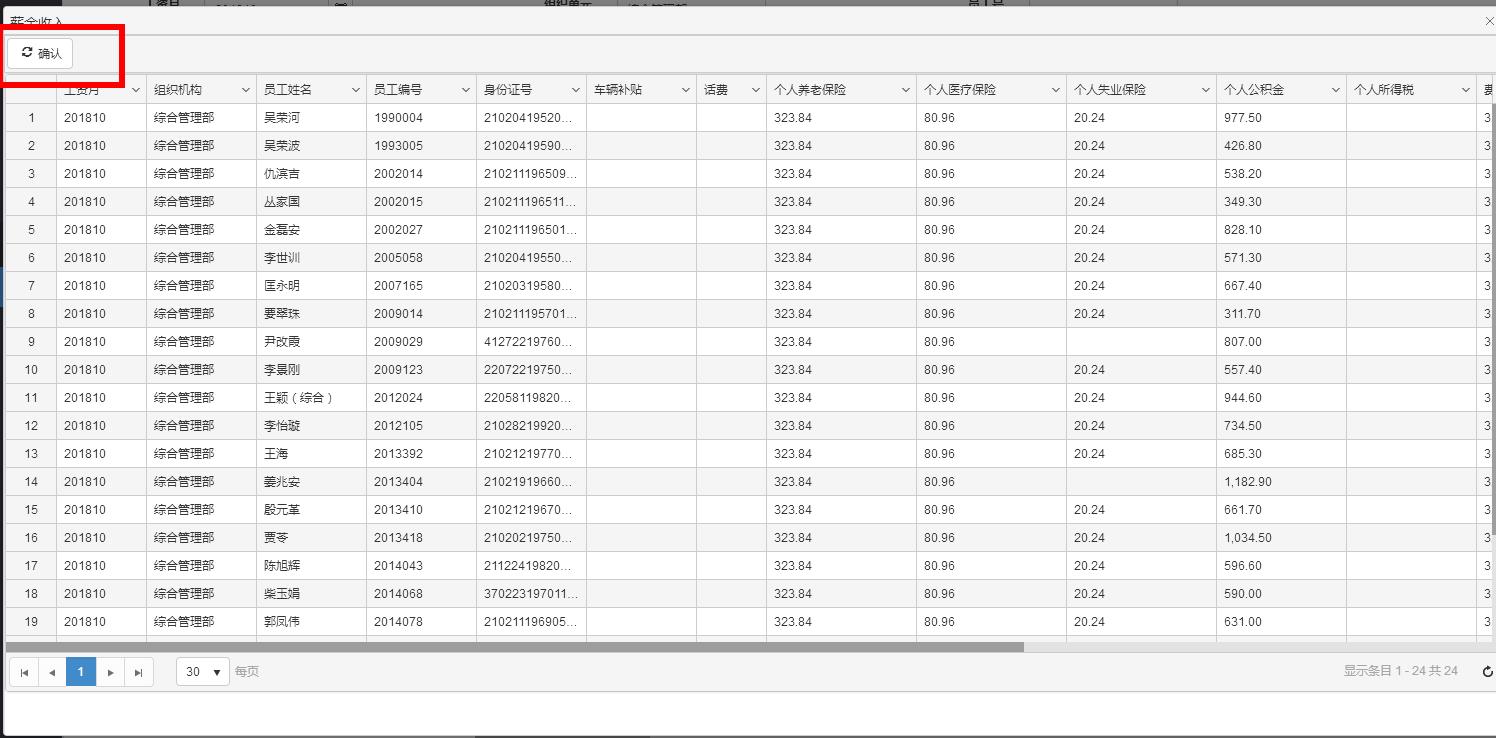 薪金收入
确认
工资月 组织机构 员工姓名 员工编号 身份证号 车辆补贴 话费 个人养老保险 个人医疗保险 个人失业保险 个人公积金 个人所得税
1 201810 综合管理部 吴荣河 1990004 21020419520... 323.84 80.96 20.24 977.50 3
2 201810 综合管理部 吴荣波 1993005 21020419590... 323.84 80.96 20.24 426.80 3
3 201810 综合管理部 仇滨吉 2002014 210211196509... 323.84 80.96 20.24 538.20 3
4 201810 综合管理部 丛家国 2002015 210211196511... 323.84 80.96 20.24 349.30 3
5 201810 综合管理部 金磊安 2002027 210211196501... 323.84 80.96 20.24 828.10 3
6 201810 综合管理部 李世训 2005058 21020419550... 323.84 80.96 20.24 571.30 3
7 201810 综合管理部 匡永明 2007165 21020319580... 323.84 80.96 20.24 667.40 3
8 201810 综合管理部 要翠珠 2009014 210211195701... 323.84 80.96 20.24 311.70 3
9 201810 综合管理部 尹改霞 2009029 41272219760... 323.84 80.96 807.00 3
10 201810 综合管理部 李景刚 2009123 22072219750... 323.84 80.96 20.24 557.40 3
11 201810 综合管理部 王颖（综合） 2012024 22058119820... 323.84 80.96 20.24 944.60 3
12 201810 综合管理部 李怡璇 2012105 21028219920... 323.84 80.96 20.24 734.50 3
13 201810 综合管理部 王海 2013392 21021219770... 323.84 80.96 20.24 685.30 3
14 201810 综合管理部 姜兆安 2013404 21021919660... 323.84 80.96 1,182.90 3
15 201810 综合管理部 殷元革 2013410 21021219670... 323.84 80.96 20.24 661.70 3
16 201810 综合管理部 贾苓 2013418 21020219750... 323.84 80.96 20.24 1,034.50 3
17 201810 综合管理部 陈旭辉 2014043 21122419820... 323.84 80.96 20.24 596.60 3
18 201810 综合管理部 柴玉娟 2014068 370223197011... 323.84 80.96 20.24 590.00 3
19 201810 综合管理部 郭凤伟 2014078 210211196905... 323.84 80.96 20.24 631.00 3
1 30 每页 显示条目 1 - 24 共 24